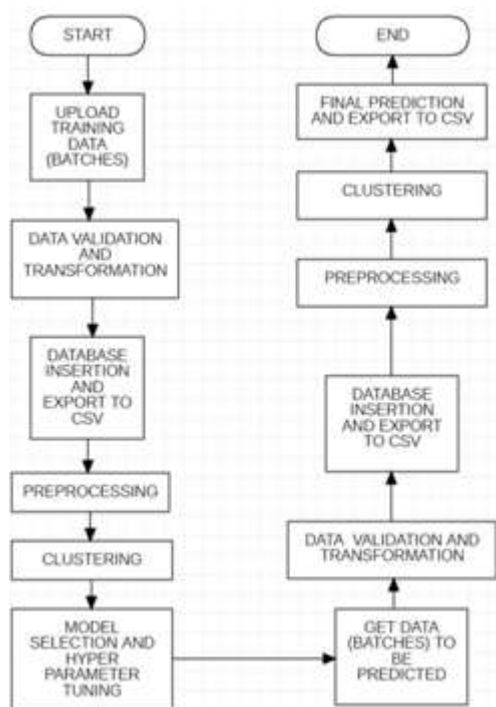 START
UPLOAD
TRAINING
DATA
(BATCHES)
DATA VALIDATION
AND
TRANSFORMATION
DATABASE
INSERTION
AND
EXPORT TO
CSV
PREPROCESSING
CLUSTERING
MODEL
SELECTION AND
HYPER
PARAMETER
TUNING
GET DATA
(BATCHES) TO
BE
PREDICTED
DATA VALIDATION AND
TRANSFORMATION
DATABASE
INSERTION
AND EXPORT
TO CSV
PREPROCESSING
CLUSTERING
FINAL PREDICTION
AND EXPORT TO CSV
END